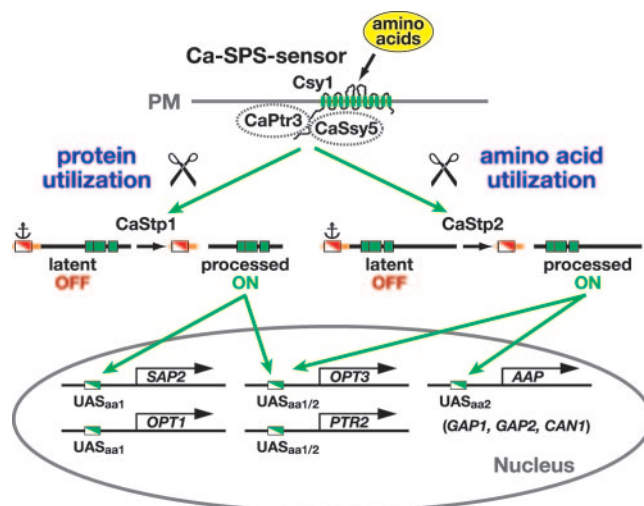 amino
acids
Ca-SPS-sensor
Csy1
PM
CaPtr3
CaSsy5
protein
utilization
amino acid
utilization
CaStp1
CaStp2
latent
OFF
processed
ON
latent
OFF
processed
ON
SAP2
OPT3
AAP
UASaa1
UASaa1/2
UASaa2
OPT1
PTR2
(GAP1, GAP2, CAN1)
UASaa1
UASaa1/2
Nucleus